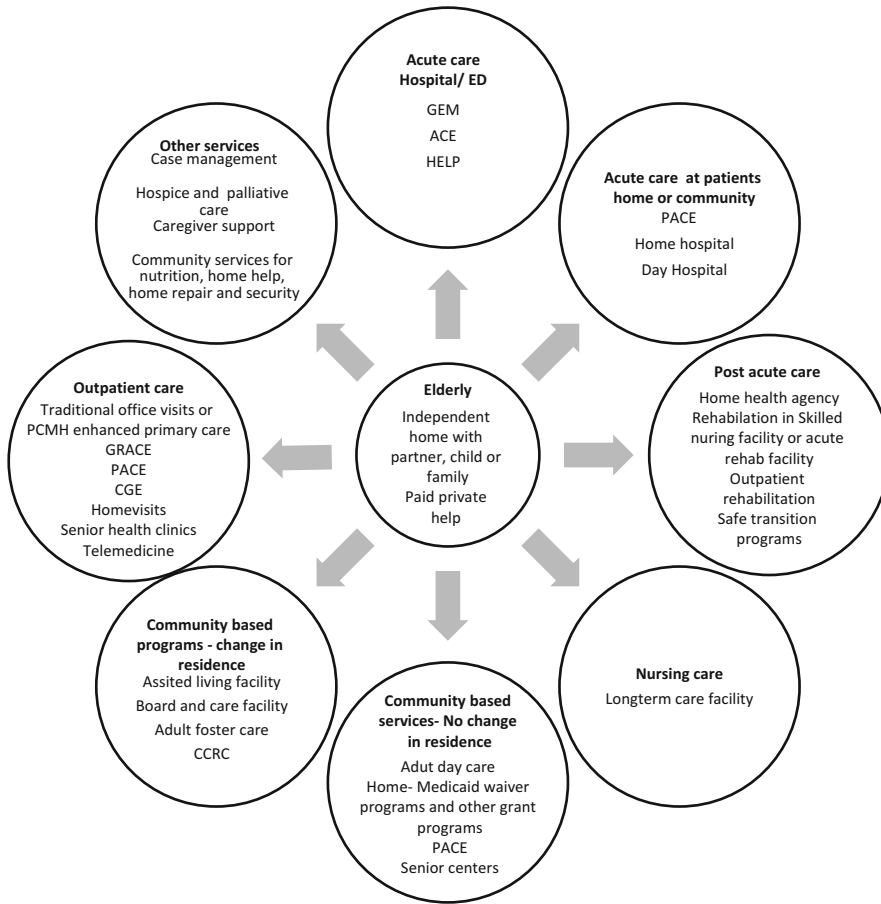 Acute care
Hospital/ ED
GEM
ACE
HELP
Acute care at patients
home or community
PACE
Home hospital
Day Hospital
Post acute care
Home health agency
Rehabilation in Skilled
nuring facility or acute
rehab facility
Outpatient
rehabilitation
Safe transition
programs
Nursing care
Longterm care facility
Community based
services- No change
in residence
Adut day care
Home- Medicaid waiver
programs and other grant
programs
PACE
Senior centers
Community based
programs - change in
residence
Assited living facility
Board and care facility
Adult foster care
CCRC
Outpatient care
Traditional office visits or
PCMH enhanced primary care
GRACE
PACE
CGE
Homevisits
Senior health clinics
Telemedicine
Other services
Case management
Hospice and palliative
care
Caregiver support
Community services for
nutrition, home help,
home repair and security
Elderly
Independent
home with
partner, child or
family
Paid private
help